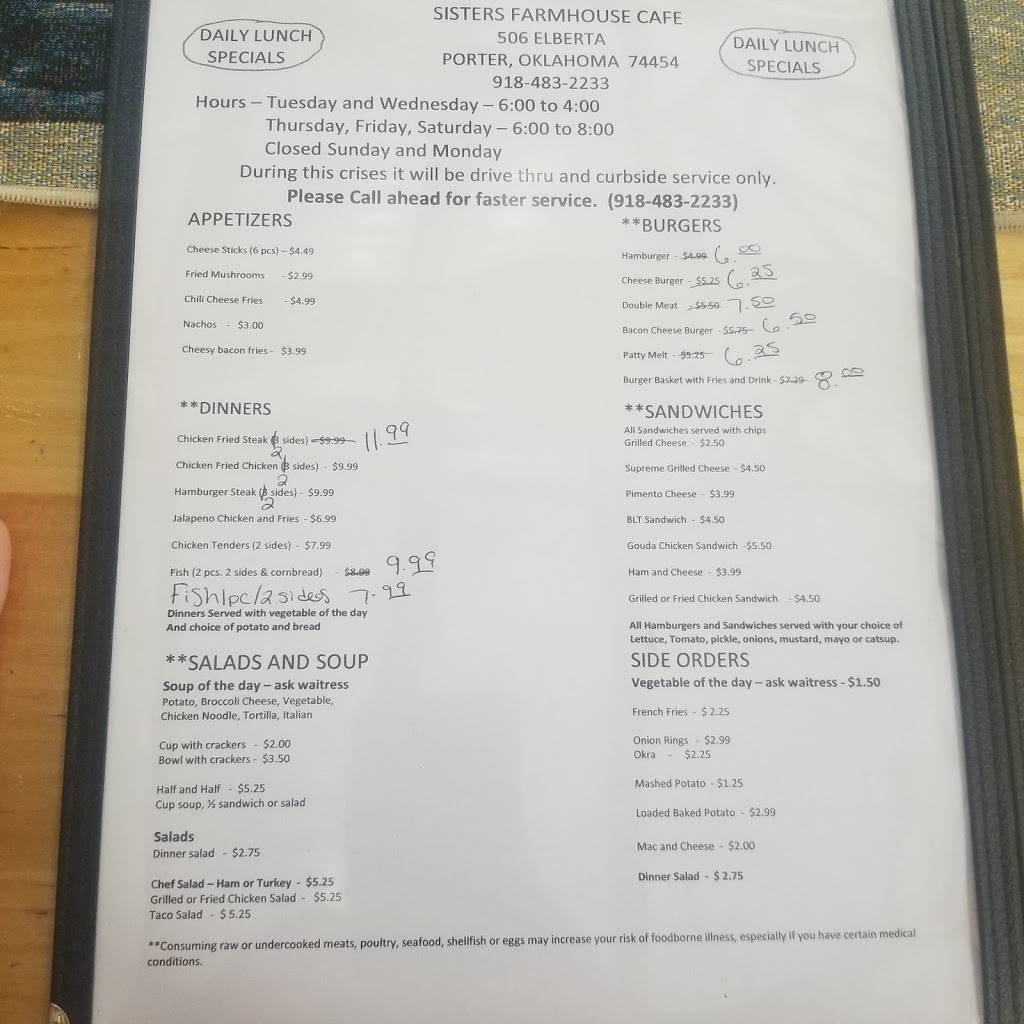 SISTERS FARMHOUSE CAFE
DAILY LUNCH
SPECIALS
506 ELBERTA
DAILY LUNCH
SPECIALS
PORTER, OKLAHOMA 74454
918-483-2233
Hours – Tuesday and Wednesday – 6:00 to 4:00
Thursday, Friday, Saturday – 6:00 to 8:00
Closed Sunday and Monday
During this crises it will be drive thru and curbside service only.
Please Call ahead for faster service. (918-483-2233)
APPETIZERS
Cheese Sticks (6 pcs) – $4.49
Fried Mushrooms - $2.99
Chili Cheese Fries - $4.99
Nachos - $3.00
Cheesy bacon fries - $3.99
**BURGERS
Hamburger - $4.99 6.00
Cheese Burger - $5.25 6.25
Double Meat - $5.50 7.50
Bacon Cheese Burger - $5.75 6.50
Patty Melt - $5.25 6.25
Burger Basket with Fries and Drink - $7.29 8.00
**DINNERS
Chicken Fried Steak (3 sides) - $9.99 11.99
2
Chicken Fried Chicken (3 sides) - $9.99
2
Hamburger Steak (3 sides) - $9.99
2
Jalapeno Chicken and Fries - $6.99
Chicken Tenders (2 sides) - $7.99
Fish (2 pcs. 2 sides & cornbread) - $8.99 9.99
Fish 1pc/2 sides 7.99
Dinners Served with vegetable of the day
And choice of potato and bread
**SANDWICHES
All Sandwiches served with chips
Grilled Cheese - $2.50
Supreme Grilled Cheese - $4.50
Pimento Cheese - $3.99
BLT Sandwich - $4.50
Gouda Chicken Sandwich -$5.50
Ham and Cheese - $3.99
Grilled or Fried Chicken Sandwich - $4.50
All Hamburgers and Sandwiches served with your choice of
Lettuce, Tomato, pickle, onions, mustard, mayo or catsup.
**SALADS AND SOUP
Soup of the day – ask waitress
Potato, Broccoli Cheese, Vegetable,
Chicken Noodle, Tortilla, Italian
Cup with crackers - $2.00
Bowl with crackers - $3.50
Half and Half - $5.25
Cup soup, ½ sandwich or salad
Salads
Dinner salad - $2.75
Chef Salad – Ham or Turkey - $5.25
Grilled or Fried Chicken Salad - $5.25
Taco Salad - $ 5.25
SIDE ORDERS
Vegetable of the day – ask waitress - $1.50
French Fries - $ 2.25
Onion Rings - $2.99
Okra - $2.25
Mashed Potato - $1.25
Loaded Baked Potato - $2.99
Mac and Cheese - $2.00
Dinner Salad - $ 2.75
**Consuming raw or undercooked meats, poultry, seafood, shellfish or eggs may increase your risk of foodborne illness, especially if you have certain medical
conditions.